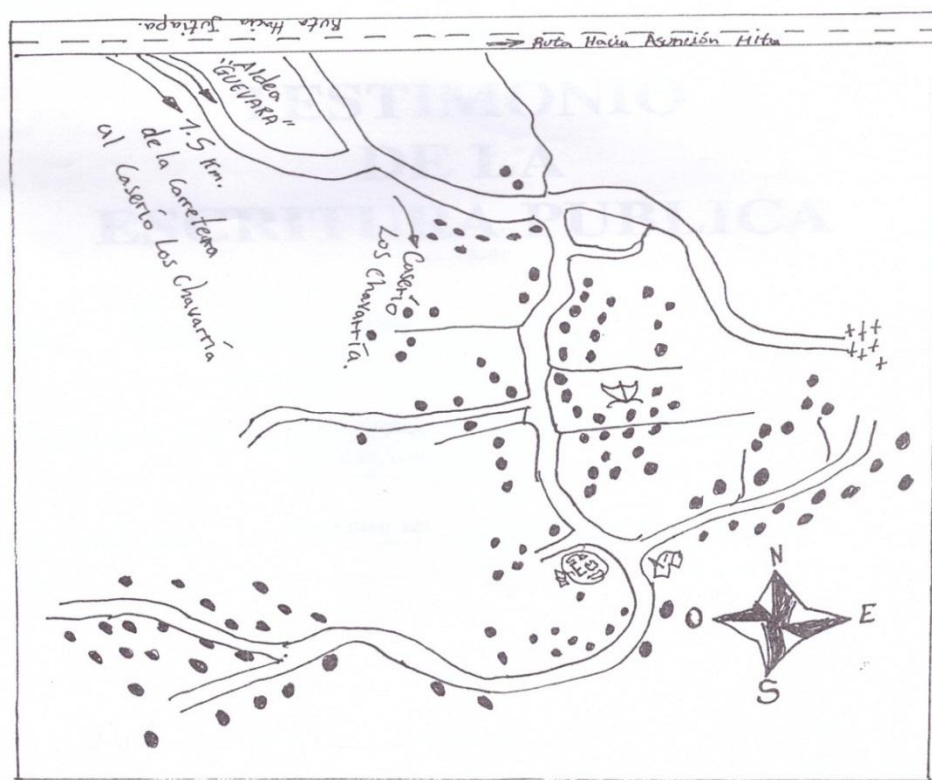 Ruta Hacia Jutiapa.
Ruta Hacia Asunción Mita
Aldea
"GUEVARA"
1.5 Km.
de la Carretera
al Caserío Los Chavarría
Caserío
Los Chavarría.
TESTIMONIO
DE LA
ESCRITURA PUBLICA
N
O
E
S